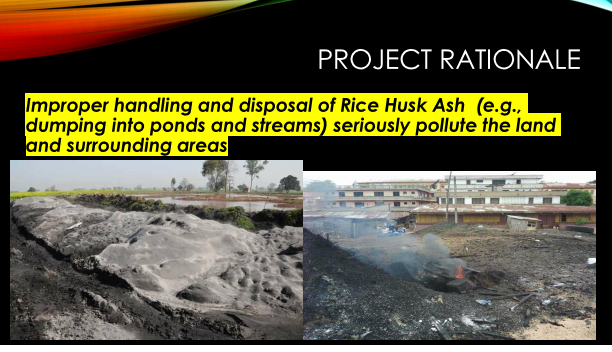 PROJECT RATIONALE
Improper handling and disposal of Rice Husk Ash (e.g.,
dumping into ponds and streams) seriously pollute the land
and surrounding areas